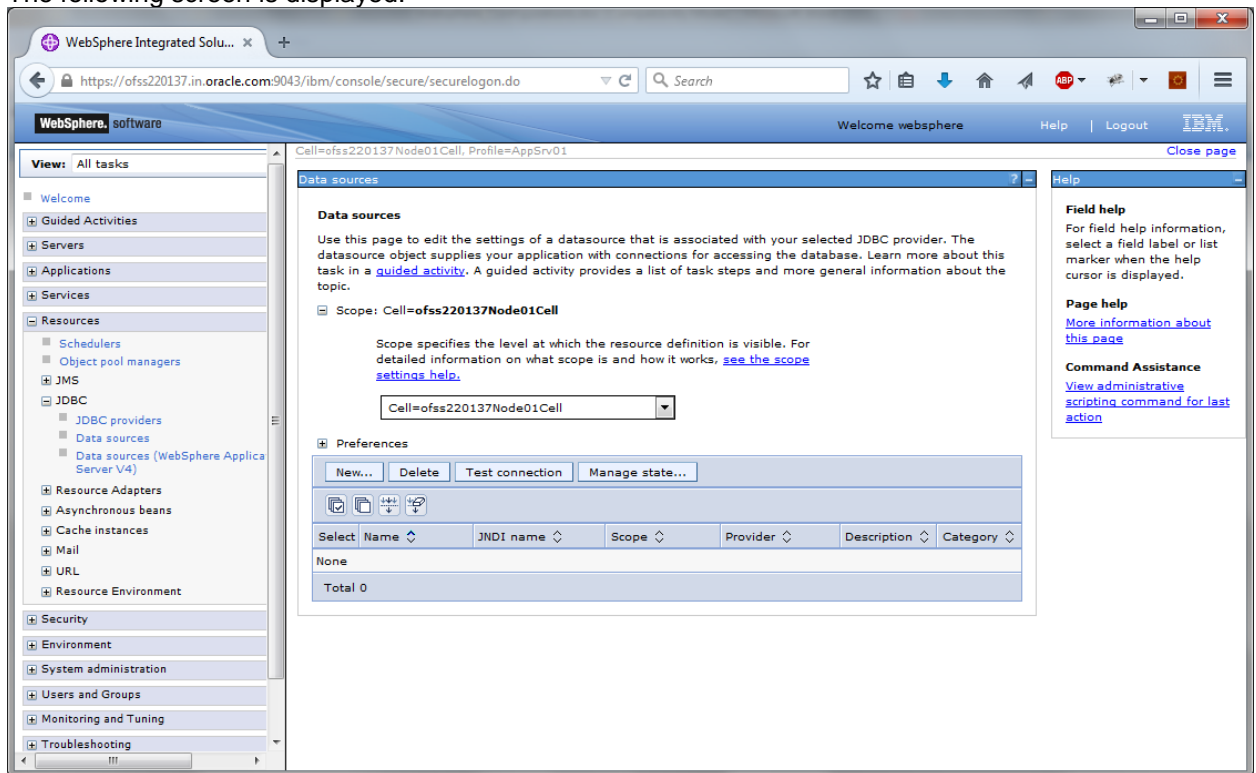 The following screen is displayed:
WebSphere Integrated Solu... ×
+
https://ofss220137.in.oracle.com:9043/ibm/console/secure/securelogon.do
Search
ABP
WebSphere. software
Welcome websphere
Help | Logout
IBM.
View: All tasks
Welcome
Guided Activities
Servers
Applications
Services
Resources
Schedulers
Object pool managers
JMS
JDBC
JDBC providers
Data sources
Data sources (WebSphere Applica
Server V4)
Resource Adapters
Asynchronous beans
Cache instances
Mail
URL
Resource Environment
Security
Environment
System administration
Users and Groups
Monitoring and Tuning
Troubleshooting
Cell=ofss220137Node01Cell, Profile=AppSrv01
Close page
Data sources
? –
Data sources
Use this page to edit the settings of a datasource that is associated with your selected JDBC provider. The
datasource object supplies your application with connections for accessing the database. Learn more about this
task in a guided activity. A guided activity provides a list of task steps and more general information about the
topic.
Scope: Cell=ofss220137Node01Cell
Scope specifies the level at which the resource definition is visible. For
detailed information on what scope is and how it works, see the scope
settings help.
Cell=ofss220137Node01Cell
Preferences
New... Delete Test connection Manage state...
Select Name JNDI name Scope Provider Description Category
None
Total 0
Help –
Field help
For field help information,
select a field label or list
marker when the help
cursor is displayed.
Page help
More information about
this page
Command Assistance
View administrative
scripting command for last
action